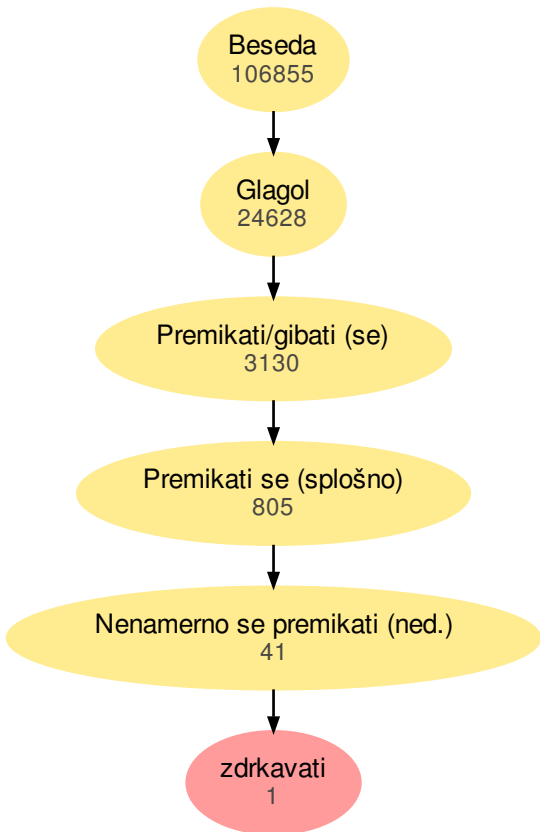 Beseda
106855
Glagol
24628
Premikati/gibati (se)
3130
Premikati se (splošno)
805
Nenamerno se premikati (ned.)
41
zdrkavati
1